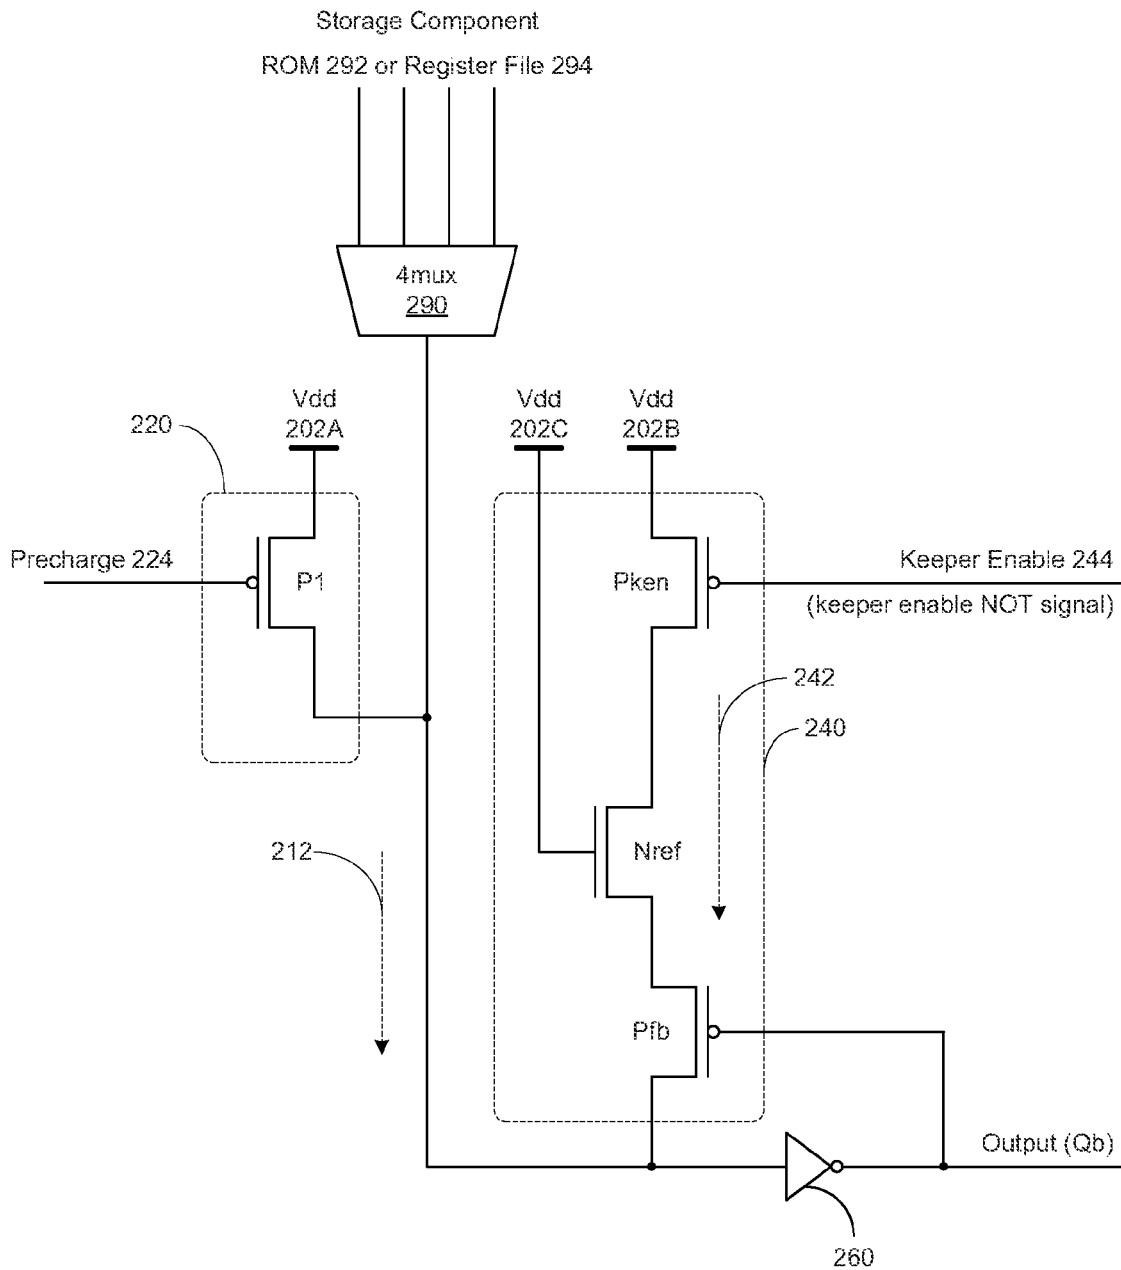 Storage Component
ROM 292 or Register File 294
4mux
290
Vdd
202A
Vdd
202C
Vdd
202B
220
Precharge 224
P1
Pken
Keeper Enable 244
(keeper enable NOT signal)
242
240
212
Nref
Pfb
Output (Qb)
260